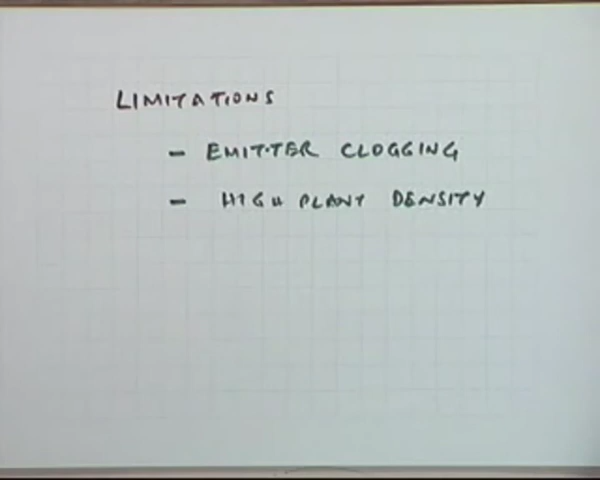 LIMITATIONS
- EMITTER CLOGGING
- HIGH PLANT DENSITY